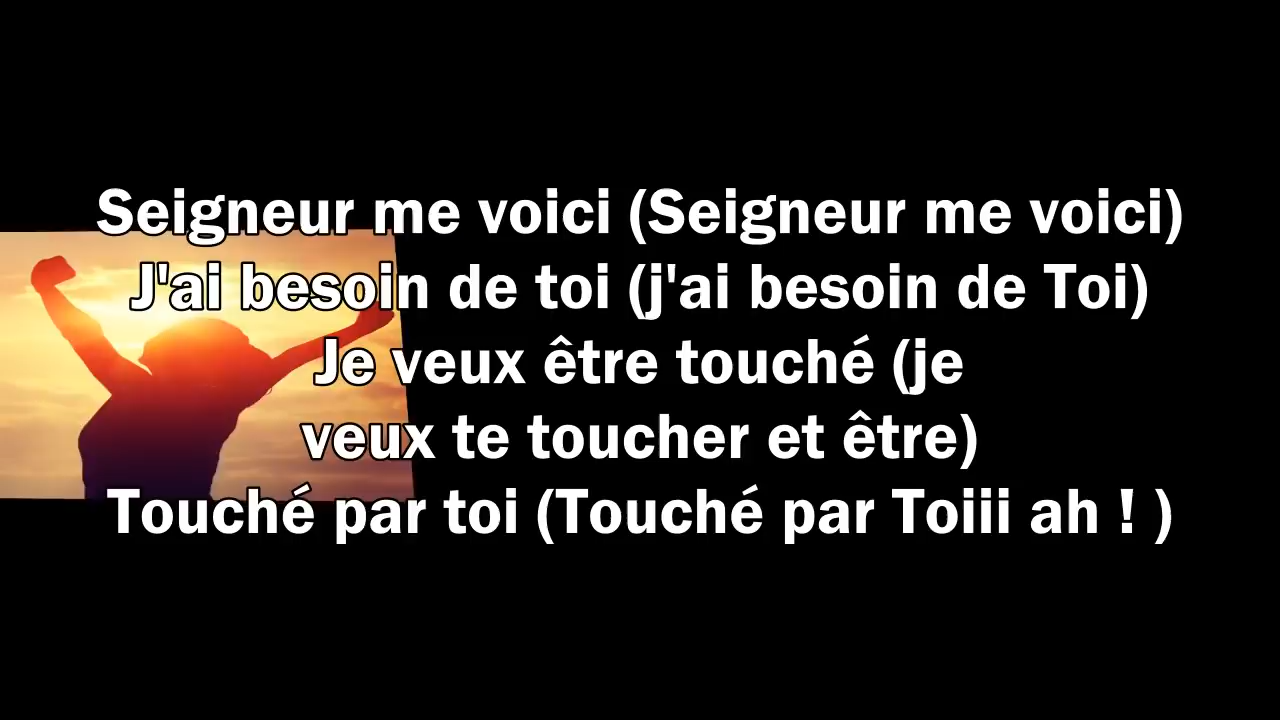 Seigneur me voici (Seigneur me voici)
J'ai besoin de toi (j'ai besoin de Toi)
Je veux être touché (je
veux te toucher et être)
Touché par toi (Touché par Toiii ah ! )